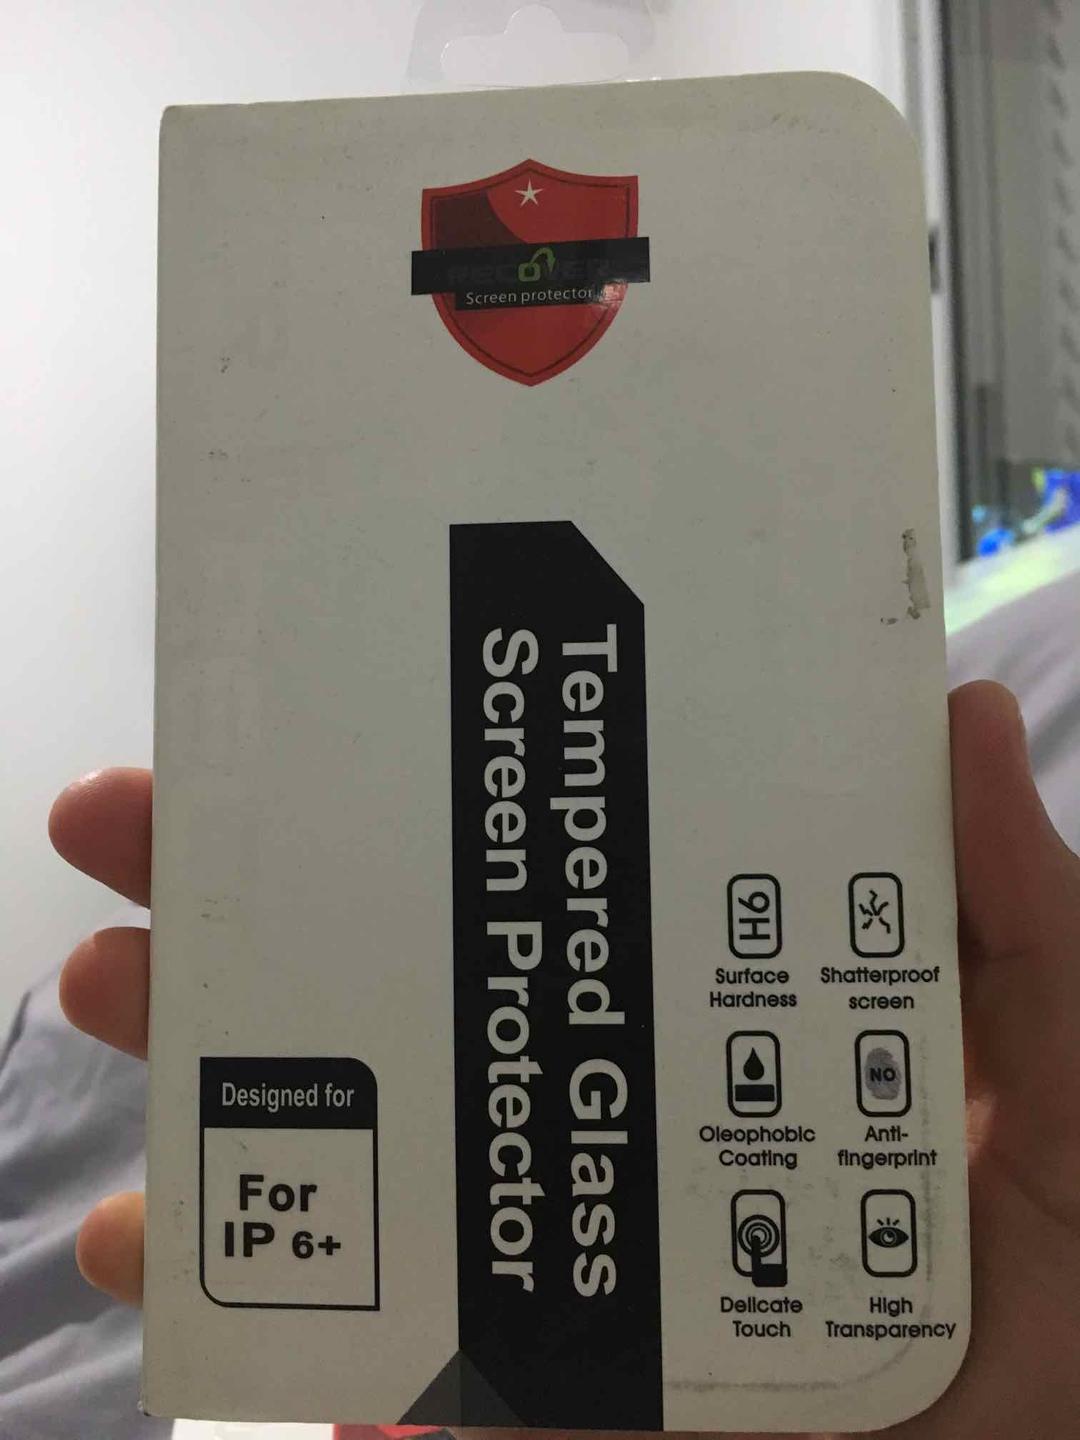 RECOVER
Screen protector
Tempered Glass
Screen Protector
9H
Surface
Hardness
Shatterproof
screen
Oleophobic
Coating
NO
Anti-
fingerprint
Delicate
Touch
High
Transparency
Designed for
For
IP 6+